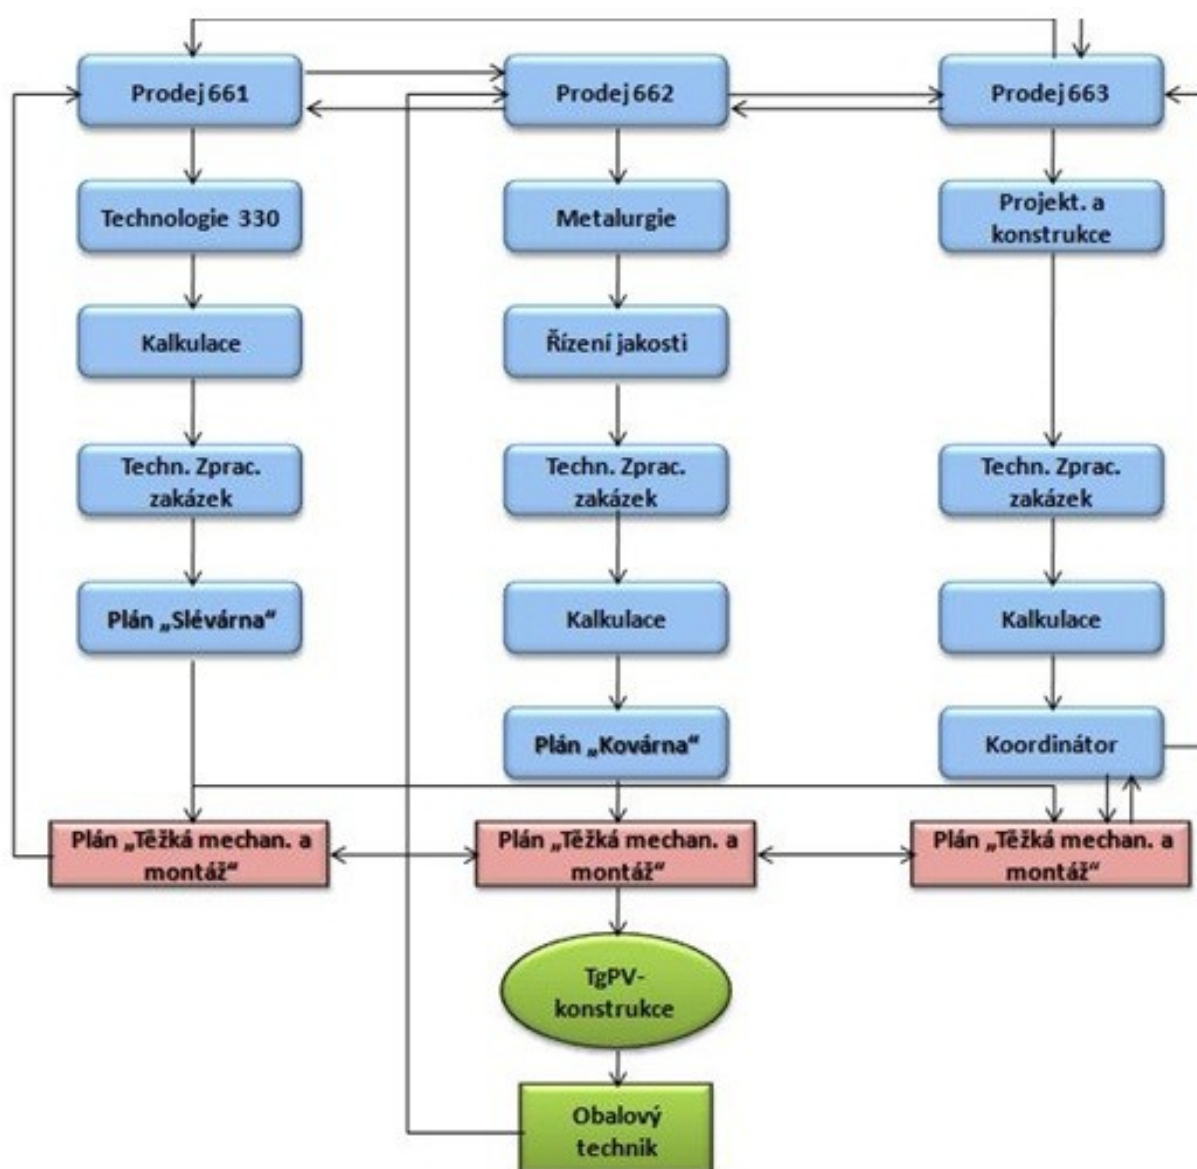 Prodej 661
Prodej 662
Prodej 663
Technologie 330
Metalurgie
Projekt. a
konstrukce
Kalkulace
Řízení jakosti
Techn. Zprac.
zakázek
Techn. Zprac.
zakázek
Techn. Zprac.
zakázek
Plán „Slévárna“
Kalkulace
Kalkulace
Plán „Kovárna“
Koordinátor
Plán „Těžká mechan. a
montáž“
Plán „Těžká mechan. a
montáž“
Plán „Těžká mechan. a
montáž“
TgPV-
konstrukce
Obalový
technik